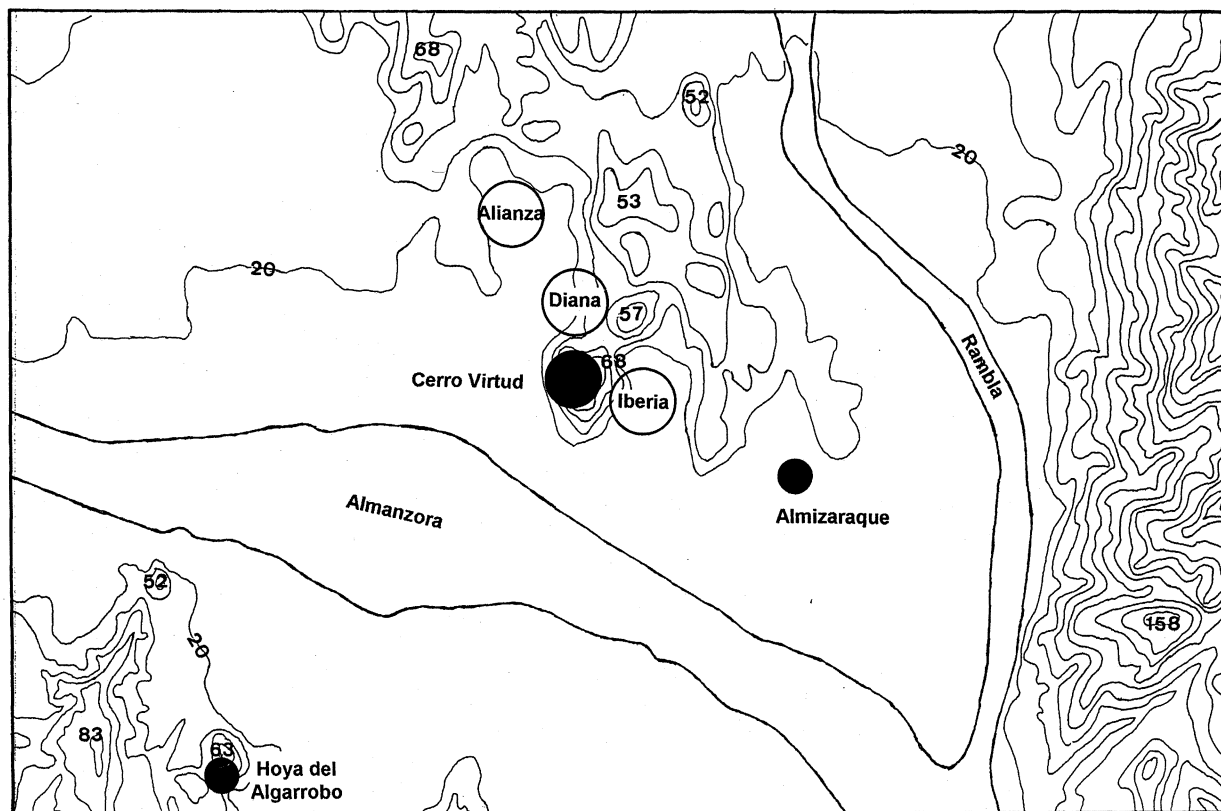 68
52
20
Alianza
53
20
Diana
57
68
Cerro Virtud
Iberia
Rambla
Almanzora
Almizaraque
52
20
158
83
63
Hoya del
Algarrobo